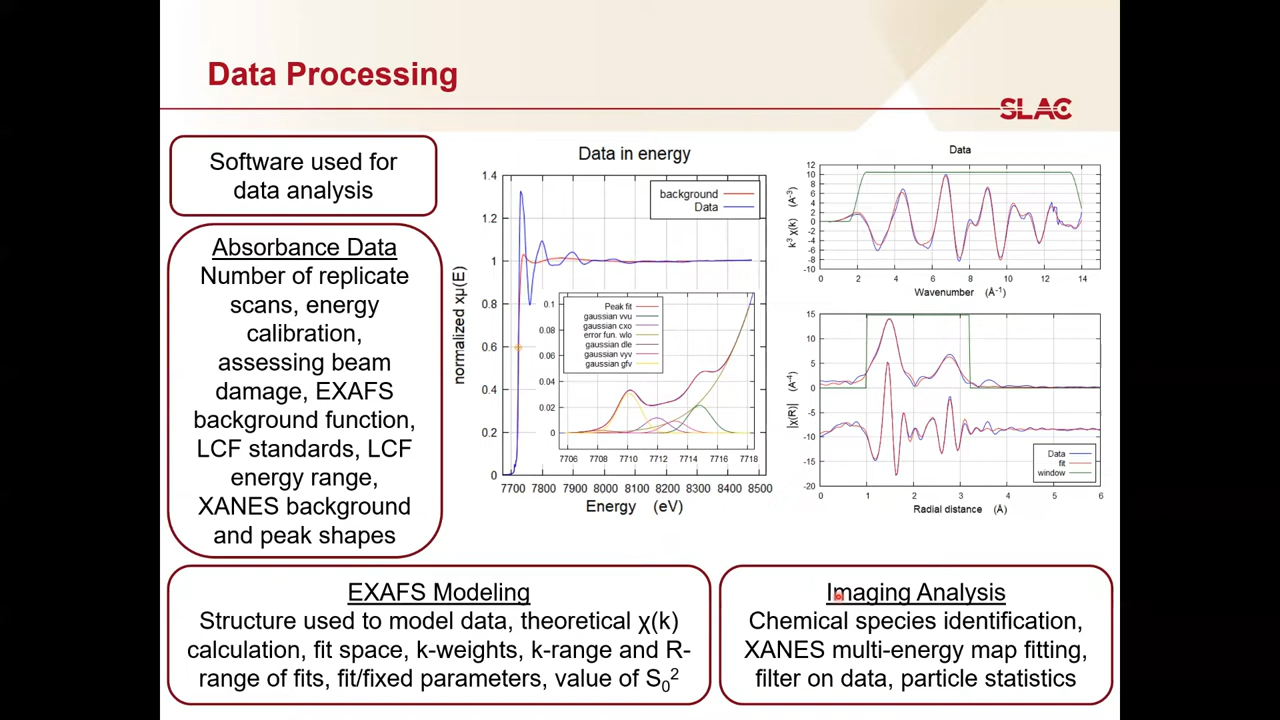 Data Processing
SLAC
Software used for
data analysis
Absorbance Data
Number of replicate
scans, energy
calibration,
assessing beam
damage, EXAFS
background function,
LCF standards, LCF
energy range,
XANES background
and peak shapes
Data in energy
1.4
1.2
1
0.8
0.6
0.4
0.2
0
normalized xμ(E)
background
Data
0.1
0.08
0.06
0.04
0.02
0
Peak fit
gaussian vvu
gaussian cxo
error fun. wlo
gaussian dle
gaussian vyv
gaussian gfv
7706 7708 7710 7712 7714 7716 7718
7700 7800 7900 8000 8100 8200 8300 8400 8500
Energy (eV)
Data
12
10
8
6
4
2
0
-2
-4
-6
-8
-10
k³ χ(k) (Å⁻³)
0 2 4 6 8 10 12 14
Wavenumber (Å⁻¹)
15
10
5
0
-5
-10
-15
-20
|χ(R)| (Å⁻⁴)
Data
fit
window
0 1 2 3 4 5 6
Radial distance (Å)
EXAFS Modeling
Structure used to model data, theoretical χ(k)
calculation, fit space, k-weights, k-range and R-
range of fits, fit/fixed parameters, value of S₀²
Imaging Analysis
Chemical species identification,
XANES multi-energy map fitting,
filter on data, particle statistics